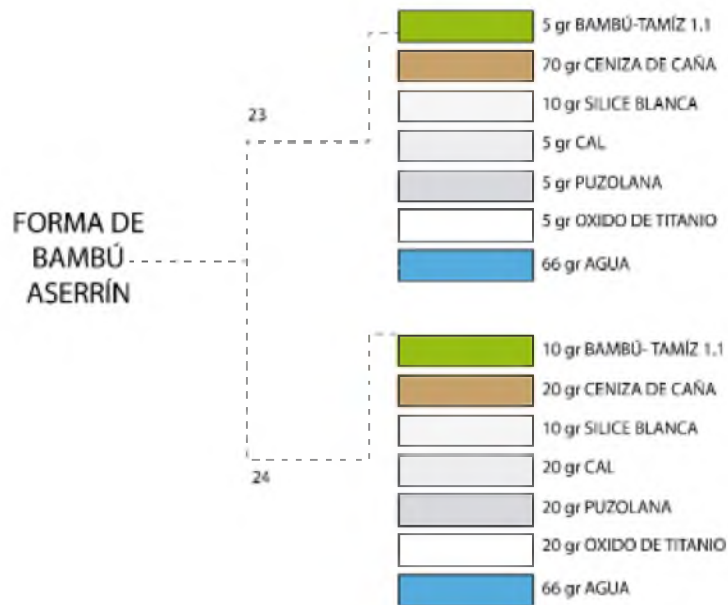 FORMA DE
BAMBÚ
ASERRÍN
23
5 gr BAMBÚ-TAMÍZ 1.1
70 gr CENIZA DE CAÑA
10 gr SILICE BLANCA
5 gr CAL
5 gr PUZOLANA
5 gr OXIDO DE TITANIO
66 gr AGUA
24
10 gr BAMBÚ- TAMÍZ 1.1
20 gr CENIZA DE CAÑA
10 gr SILICE BLANCA
20 gr CAL
20 gr PUZOLANA
20 gr OXIDO DE TITANIO
66 gr AGUA